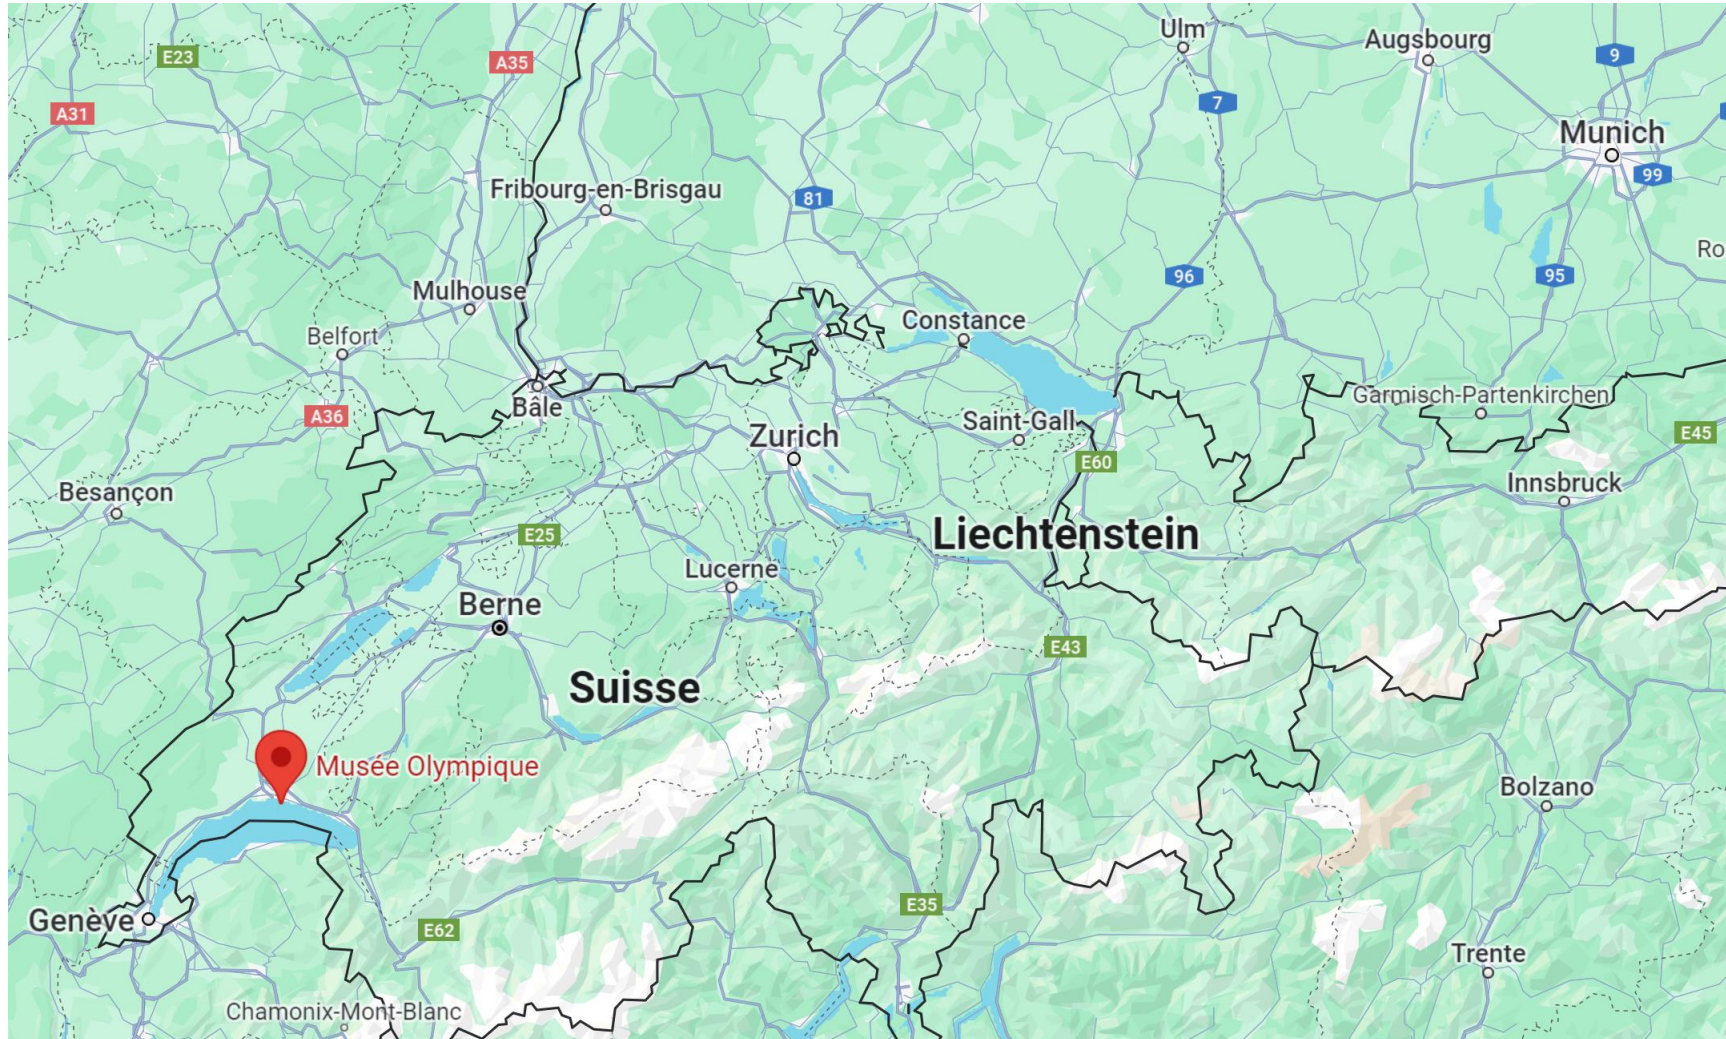 Ulm
Augsbourg
E23
A35
9
7
A31
Munich
99
Fribourg-en-Brisgau
81
Ro
96
95
Mulhouse
Constance
Belfort
Garmisch-Partenkirchen
Bâle
A36
Saint-Gall
Zurich
E45
E60
Innsbruck
Besançon
Liechtenstein
E25
Lucerne
Berne
E43
Suisse
Musée Olympique
Bolzano
E35
Genève
E62
Trente
Chamonix-Mont-Blanc